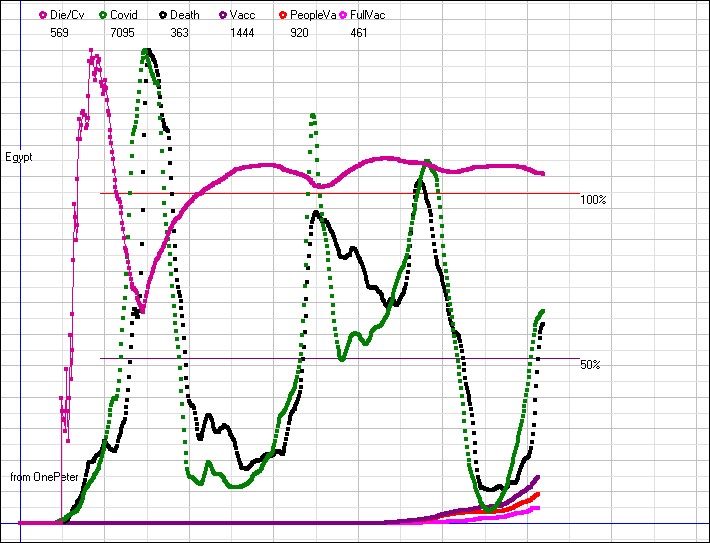 Die/Cv Covid Death Vacc PeopleVa FullVac
569 7095 363 1444 920 461
Egypt
100%
50%
from OnePeter